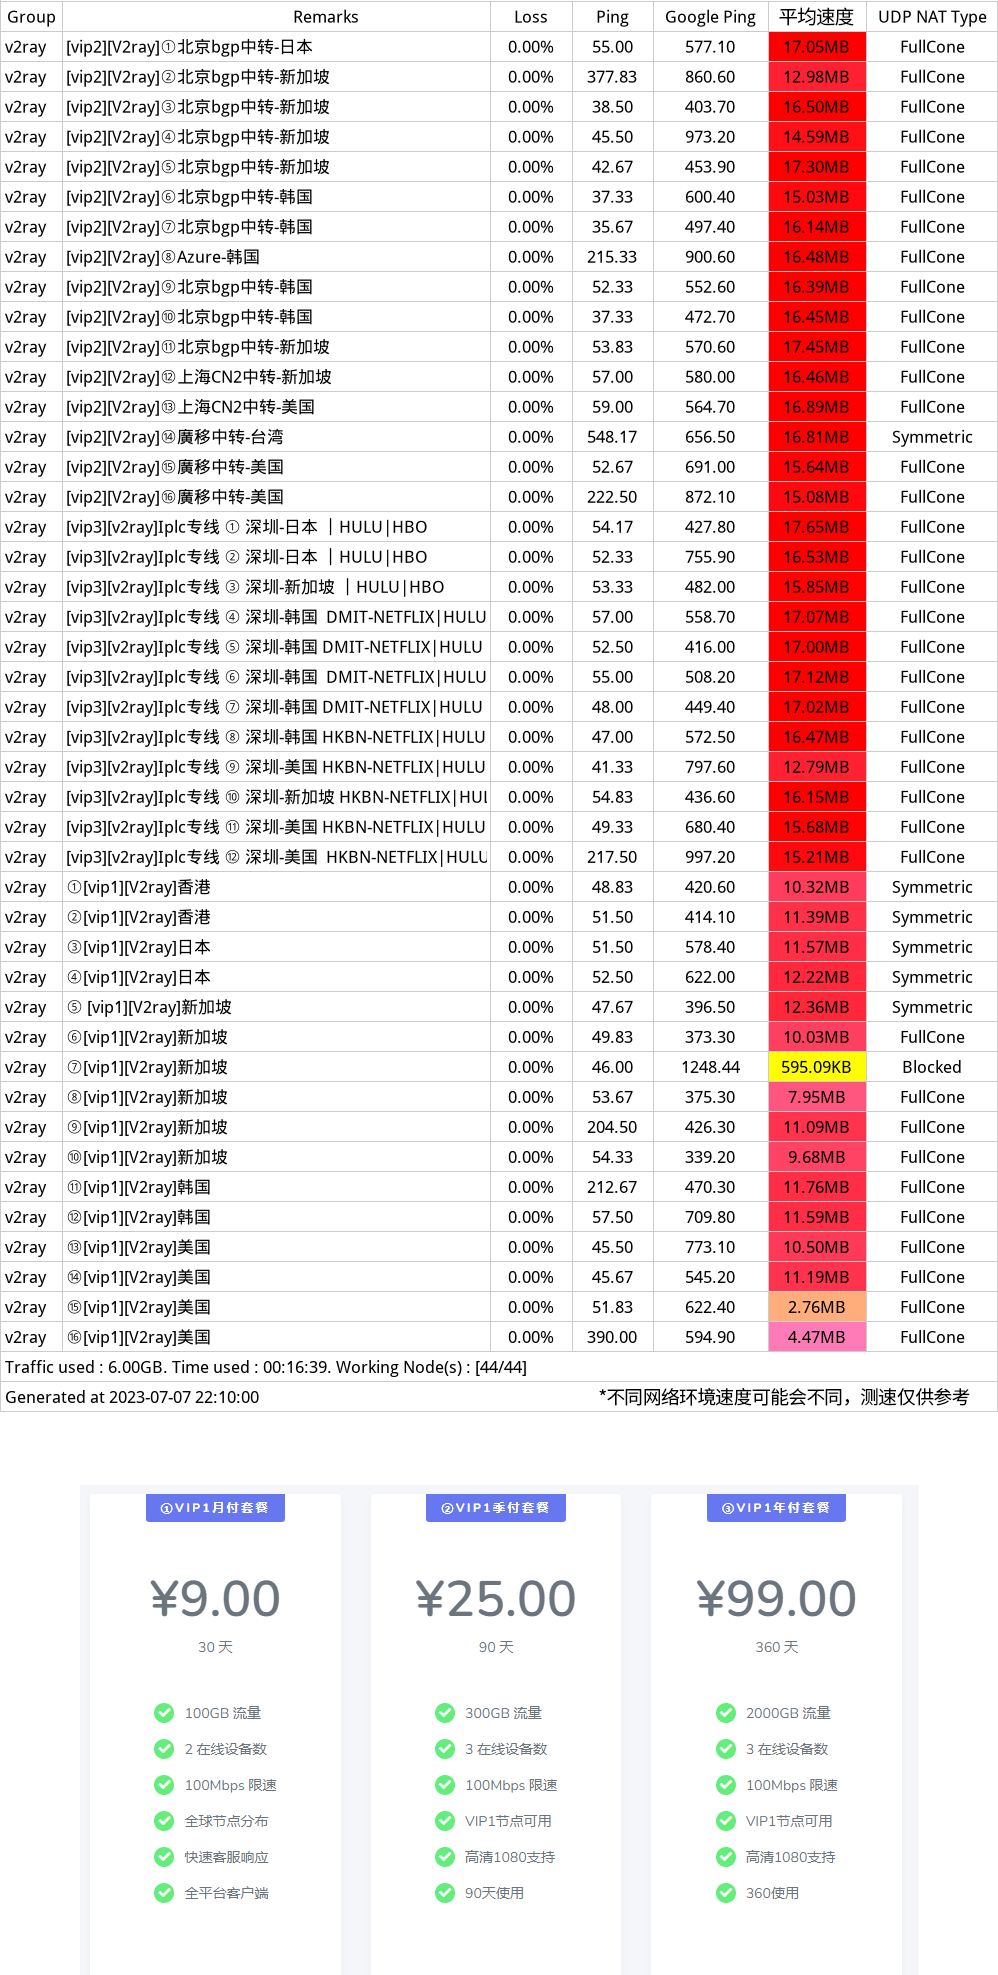 Group Remarks Loss Ping Google Ping 平均速度 UDP NAT Type
v2ray [vip2][V2ray]①北京bgp中转-日本 0.00% 55.00 577.10 17.05MB FullCone
v2ray [vip2][V2ray]②北京bgp中转-新加坡 0.00% 377.83 860.60 12.98MB FullCone
v2ray [vip2][V2ray]③北京bgp中转-新加坡 0.00% 38.50 403.70 16.50MB FullCone
v2ray [vip2][V2ray]④北京bgp中转-新加坡 0.00% 45.50 973.20 14.59MB FullCone
v2ray [vip2][V2ray]⑤北京bgp中转-新加坡 0.00% 42.67 453.90 17.30MB FullCone
v2ray [vip2][V2ray]⑥北京bgp中转-韩国 0.00% 37.33 600.40 15.03MB FullCone
v2ray [vip2][V2ray]⑦北京bgp中转-韩国 0.00% 35.67 497.40 16.14MB FullCone
v2ray [vip2][V2ray]⑧Azure-韩国 0.00% 215.33 900.60 16.48MB FullCone
v2ray [vip2][V2ray]⑨北京bgp中转-韩国 0.00% 52.33 552.60 16.39MB FullCone
v2ray [vip2][V2ray]⑩北京bgp中转-韩国 0.00% 37.33 472.70 16.45MB FullCone
v2ray [vip2][V2ray]⑪北京bgp中转-新加坡 0.00% 53.83 570.60 17.45MB FullCone
v2ray [vip2][V2ray]⑫上海CN2中转-新加坡 0.00% 57.00 580.00 16.46MB FullCone
v2ray [vip2][V2ray]⑬上海CN2中转-美国 0.00% 59.00 564.70 16.89MB FullCone
v2ray [vip2][V2ray]⑭廣移中转-台湾 0.00% 548.17 656.50 16.81MB Symmetric
v2ray [vip2][V2ray]⑮廣移中转-美国 0.00% 52.67 691.00 15.64MB FullCone
v2ray [vip2][V2ray]⑯廣移中转-美国 0.00% 222.50 872.10 15.08MB FullCone
v2ray [vip3][v2ray]Iplc专线 ① 深圳-日本 ｜HULU|HBO 0.00% 54.17 427.80 17.65MB FullCone
v2ray [vip3][v2ray]Iplc专线 ② 深圳-日本 ｜HULU|HBO 0.00% 52.33 755.90 16.53MB FullCone
v2ray [vip3][v2ray]Iplc专线 ③ 深圳-新加坡 ｜HULU|HBO 0.00% 53.33 482.00 15.85MB FullCone
v2ray [vip3][v2ray]Iplc专线 ④ 深圳-韩国 DMIT-NETFLIX|HULU 0.00% 57.00 558.70 17.07MB FullCone
v2ray [vip3][v2ray]Iplc专线 ⑤ 深圳-韩国 DMIT-NETFLIX|HULU 0.00% 52.50 416.00 17.00MB FullCone
v2ray [vip3][v2ray]Iplc专线 ⑥ 深圳-韩国 DMIT-NETFLIX|HULU 0.00% 55.00 508.20 17.12MB FullCone
v2ray [vip3][v2ray]Iplc专线 ⑦ 深圳-韩国 DMIT-NETFLIX|HULU 0.00% 48.00 449.40 17.02MB FullCone
v2ray [vip3][v2ray]Iplc专线 ⑧ 深圳-韩国 HKBN-NETFLIX|HULU 0.00% 47.00 572.50 16.47MB FullCone
v2ray [vip3][v2ray]Iplc专线 ⑨ 深圳-美国 HKBN-NETFLIX|HULU 0.00% 41.33 797.60 12.79MB FullCone
v2ray [vip3][v2ray]Iplc专线 ⑩ 深圳-新加坡 HKBN-NETFLIX|HUL 0.00% 54.83 436.60 16.15MB FullCone
v2ray [vip3][v2ray]Iplc专线 ⑪ 深圳-美国 HKBN-NETFLIX|HULU 0.00% 49.33 680.40 15.68MB FullCone
v2ray [vip3][v2ray]Iplc专线 ⑫ 深圳-美国 HKBN-NETFLIX|HULU 0.00% 217.50 997.20 15.21MB FullCone
v2ray ①[vip1][V2ray]香港 0.00% 48.83 420.60 10.32MB Symmetric
v2ray ②[vip1][V2ray]香港 0.00% 51.50 414.10 11.39MB Symmetric
v2ray ③[vip1][V2ray]日本 0.00% 51.50 578.40 11.57MB Symmetric
v2ray ④[vip1][V2ray]日本 0.00% 52.50 622.00 12.22MB Symmetric
v2ray ⑤ [vip1][V2ray]新加坡 0.00% 47.67 396.50 12.36MB Symmetric
v2ray ⑥[vip1][V2ray]新加坡 0.00% 49.83 373.30 10.03MB FullCone
v2ray ⑦[vip1][V2ray]新加坡 0.00% 46.00 1248.44 595.09KB Blocked
v2ray ⑧[vip1][V2ray]新加坡 0.00% 53.67 375.30 7.95MB FullCone
v2ray ⑨[vip1][V2ray]新加坡 0.00% 204.50 426.30 11.09MB FullCone
v2ray ⑩[vip1][V2ray]新加坡 0.00% 54.33 339.20 9.68MB FullCone
v2ray ⑪[vip1][V2ray]韩国 0.00% 212.67 470.30 11.76MB FullCone
v2ray ⑫[vip1][V2ray]韩国 0.00% 57.50 709.80 11.59MB FullCone
v2ray ⑬[vip1][V2ray]美国 0.00% 45.50 773.10 10.50MB FullCone
v2ray ⑭[vip1][V2ray]美国 0.00% 45.67 545.20 11.19MB FullCone
v2ray ⑮[vip1][V2ray]美国 0.00% 51.83 622.40 2.76MB FullCone
v2ray ⑯[vip1][V2ray]美国 0.00% 390.00 594.90 4.47MB FullCone
Traffic used : 6.00GB. Time used : 00:16:39. Working Node(s) : [44/44]
Generated at 2023-07-07 22:10:00 *不同网络环境速度可能会不同，测速仅供参考
①VIP1月付套餐
¥9.00
30 天
100GB 流量
2 在线设备数
100Mbps 限速
全球节点分布
快速客服响应
全平台客户端
②VIP1季付套餐
¥25.00
90 天
300GB 流量
3 在线设备数
100Mbps 限速
VIP1节点可用
高清1080支持
90天使用
③VIP1年付套餐
¥99.00
360 天
2000GB 流量
3 在线设备数
100Mbps 限速
VIP1节点可用
高清1080支持
360使用